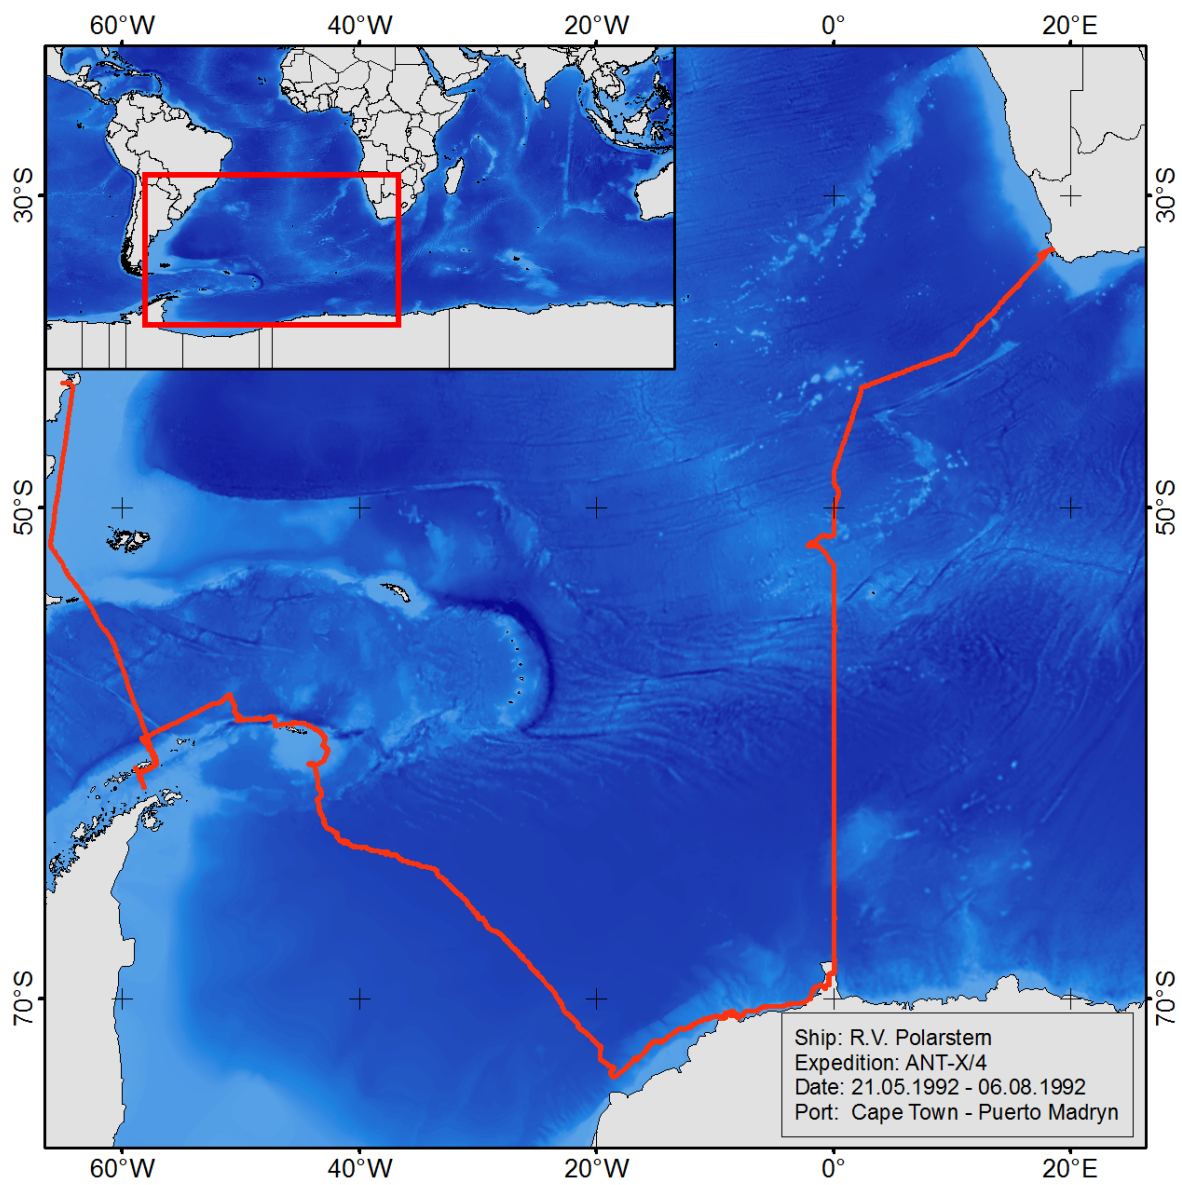 60°W 40°W 20°W 0° 20°E
30°S 30°S
50°S 50°S
70°S 70°S
Ship: R.V. Polarstern
Expedition: ANT-X/4
Date: 21.05.1992 - 06.08.1992
Port: Cape Town - Puerto Madryn
60°W 40°W 20°W 0° 20°E